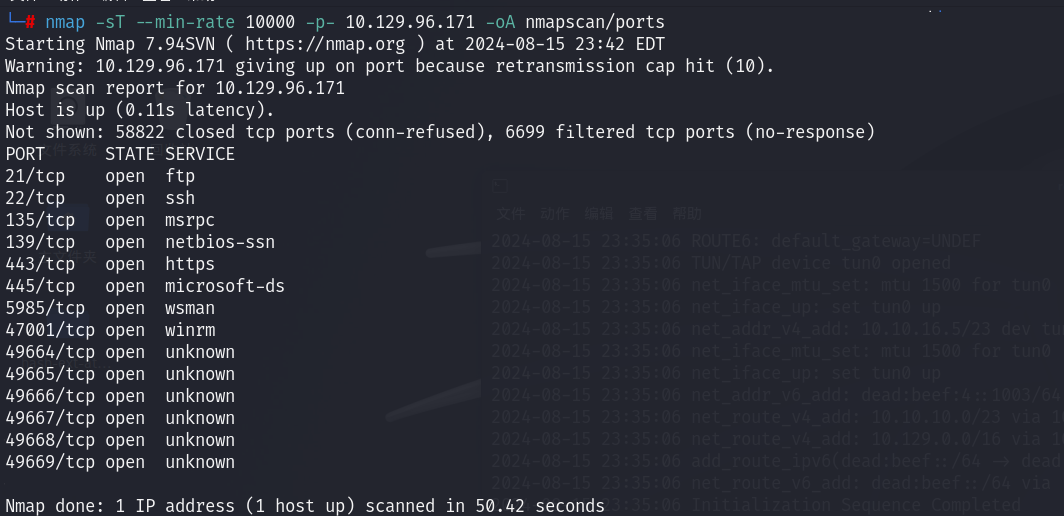 └─# nmap -sT --min-rate 10000 -p- 10.129.96.171 -oA nmapscan/ports
Starting Nmap 7.94SVN ( https://nmap.org ) at 2024-08-15 23:42 EDT
Warning: 10.129.96.171 giving up on port because retransmission cap hit (10).
Nmap scan report for 10.129.96.171
Host is up (0.11s latency).
Not shown: 58822 closed tcp ports (conn-refused), 6699 filtered tcp ports (no-response)
PORT      STATE SERVICE
21/tcp    open  ftp
22/tcp    open  ssh
135/tcp   open  msrpc
139/tcp   open  netbios-ssn
443/tcp   open  https
445/tcp   open  microsoft-ds
5985/tcp  open  wsman
47001/tcp open  winrm
49664/tcp open  unknown
49665/tcp open  unknown
49666/tcp open  unknown
49667/tcp open  unknown
49668/tcp open  unknown
49669/tcp open  unknown
Nmap done: 1 IP address (1 host up) scanned in 50.42 seconds
文件系统
文件 动作 编辑 查看 帮助
2024-08-15 23:35:06 ROUTE6: default_gateway=UNDEF
2024-08-15 23:35:06 TUN/TAP device tun0 opened
2024-08-15 23:35:06 net_iface_mtu_set: mtu 1500 for tun0
2024-08-15 23:35:06 net_iface_up: set tun0 up
2024-08-15 23:35:06 net_addr_v4_add: 10.10.16.5/23 dev
2024-08-15 23:35:06 net_iface_mtu_set: mtu 1500 for tun0
2024-08-15 23:35:06 net_iface_up: set tun0 up
2024-08-15 23:35:06 net_addr_v6_add: dead:beef:4::1003/64
2024-08-15 23:35:06 net_route_v4_add: 10.10.10.0/23 via
2024-08-15 23:35:06 net_route_v4_add: 10.129.0.0/16 via
2024-08-15 23:35:06 add_route_ipv6(dead:beef::/64 -> dead
2024-08-15 23:35:06 net_route_v6_add: dead:beef::/64 via
2024-08-15 23:35:06 Initialization Sequence Completed